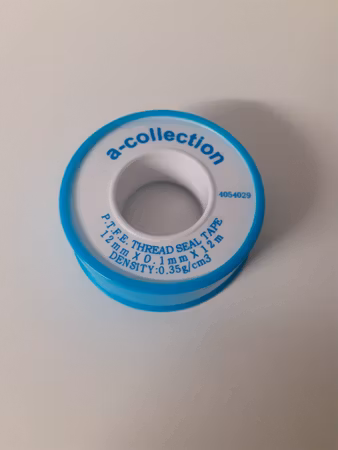 a-collection
4054029
P.T.F.E. THREAD SEAL TAPE
12mm X 0.1mm X 12m
DENSITY:0.35g/cm3